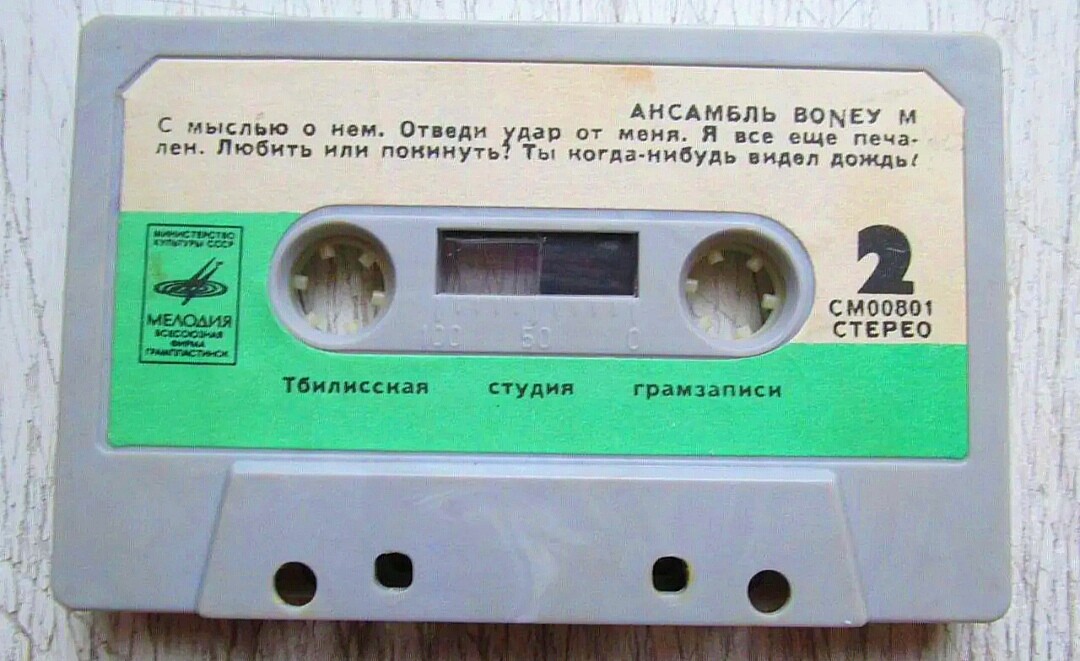 АНСАМБЛЬ BONEY M
С мыслью о нем. Отведи удар от меня. Я все еще печа-
лен. Любить или покинуть? Ты когда-нибудь видел дождь?
МИНИСТЕРСТВО
КУЛЬТУРЫ СССР
МЕЛОДИЯ
ВСЕСОЮЗНАЯ
ФИРМА
ГРАМПЛАСТИНОК
2
СМ00801
СТЕРЕО
100 50 0
Тбилисская студия грамзаписи